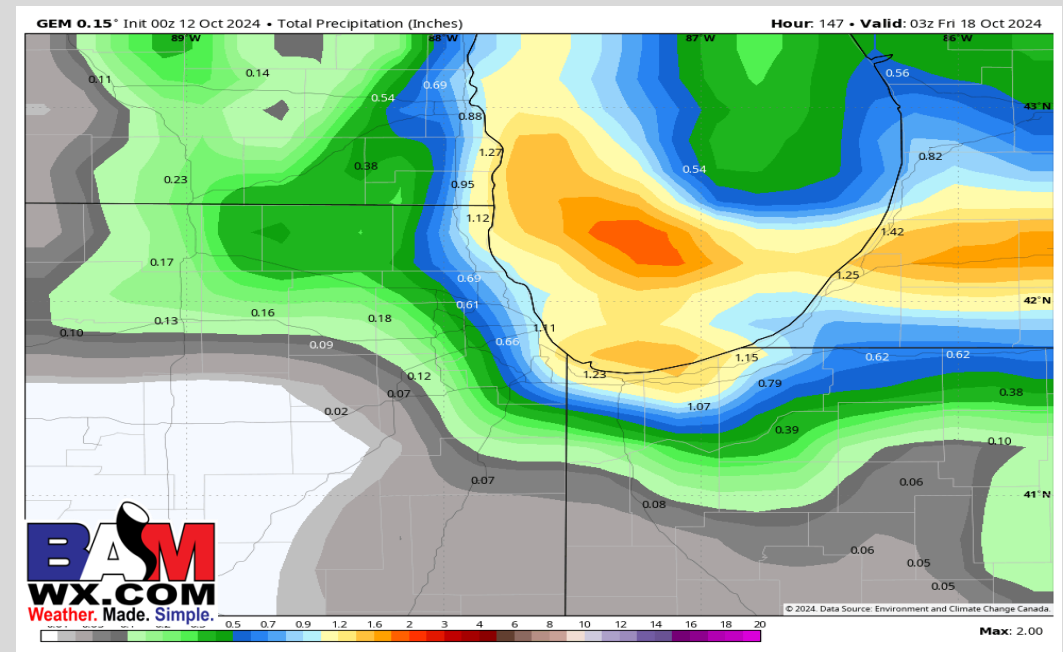 GEM 0.15° Init 00z 12 Oct 2024 • Total Precipitation (Inches)
Hour: 147 • Valid: 03z Fri 18 Oct 2024
89°W
88°W
87°W
86°W
0.11
0.14
0.54
0.69
0.56
0.88
43°N
1.27
0.82
0.38
0.54
0.23
0.95
1.12
1.42
0.17
0.69
1.25
0.61
42°N
0.16
0.18
0.13
1.11
0.10
0.09
0.66
1.15
0.62
0.62
1.23
0.12
0.79
0.07
0.38
0.02
1.07
0.39
0.10
0.07
0.06
41°N
0.08
0.06
0.05
0.05
BAM
WX.COM
Weather. Made. Simple.
© 2024. Data Source: Environment and Climate Change Canada.
0.5 0.7 0.9 1.2 1.6 2 3 4 6 8 10 12 14 16 18 20
Max: 2.00